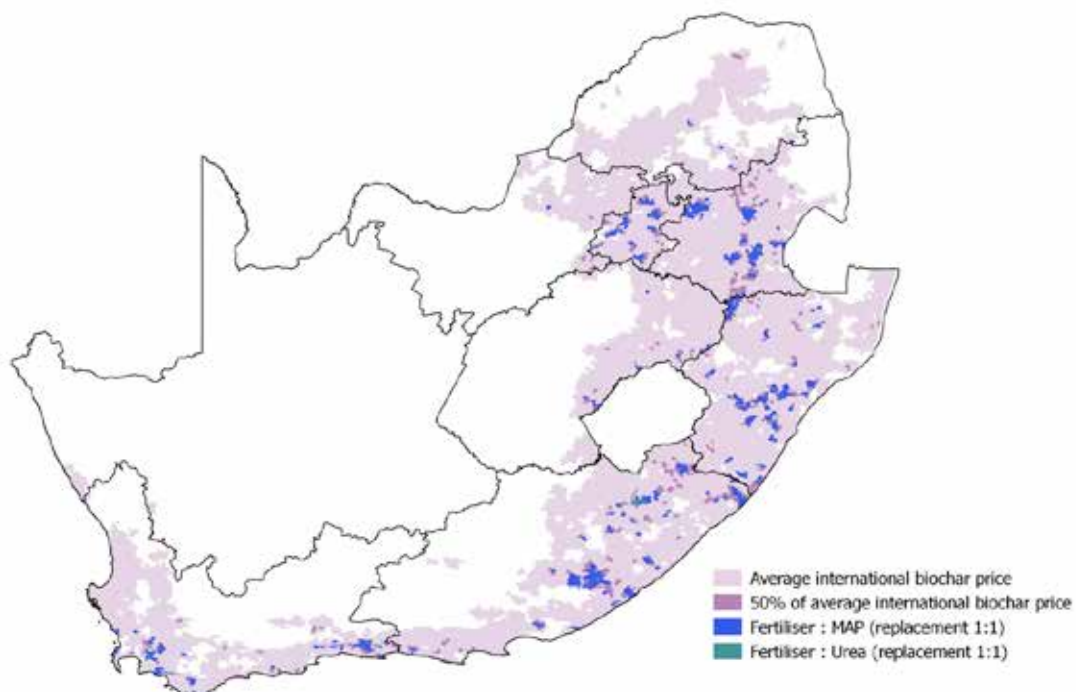 Average international biochar price
50% of average international biochar price
Fertiliser : MAP (replacement 1:1)
Fertiliser : Urea (replacement 1:1)